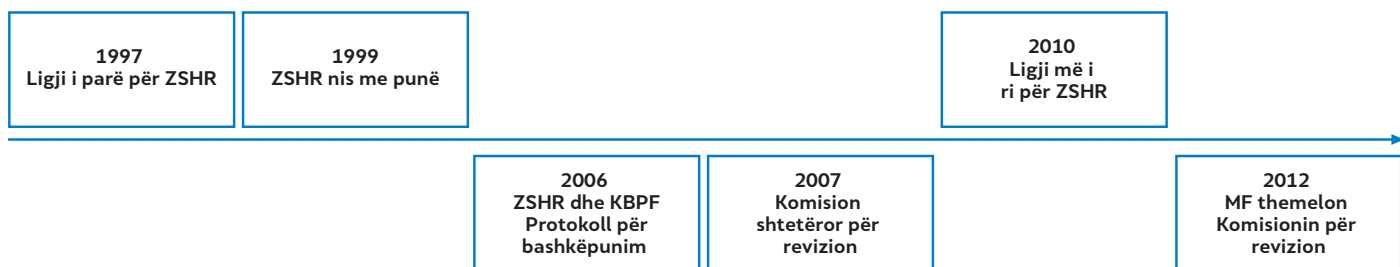 1997
Ligji i parë për ZSHR
1999
ZSHR nis me punë
2006
ZSHR dhe KBPF
Protokoll për
bashkëpunim
2007
Komision
shtetëror për
revizion
2010
Ligji më i
ri për ZSHR
2012
MF themelon
Komisionin për
revizion